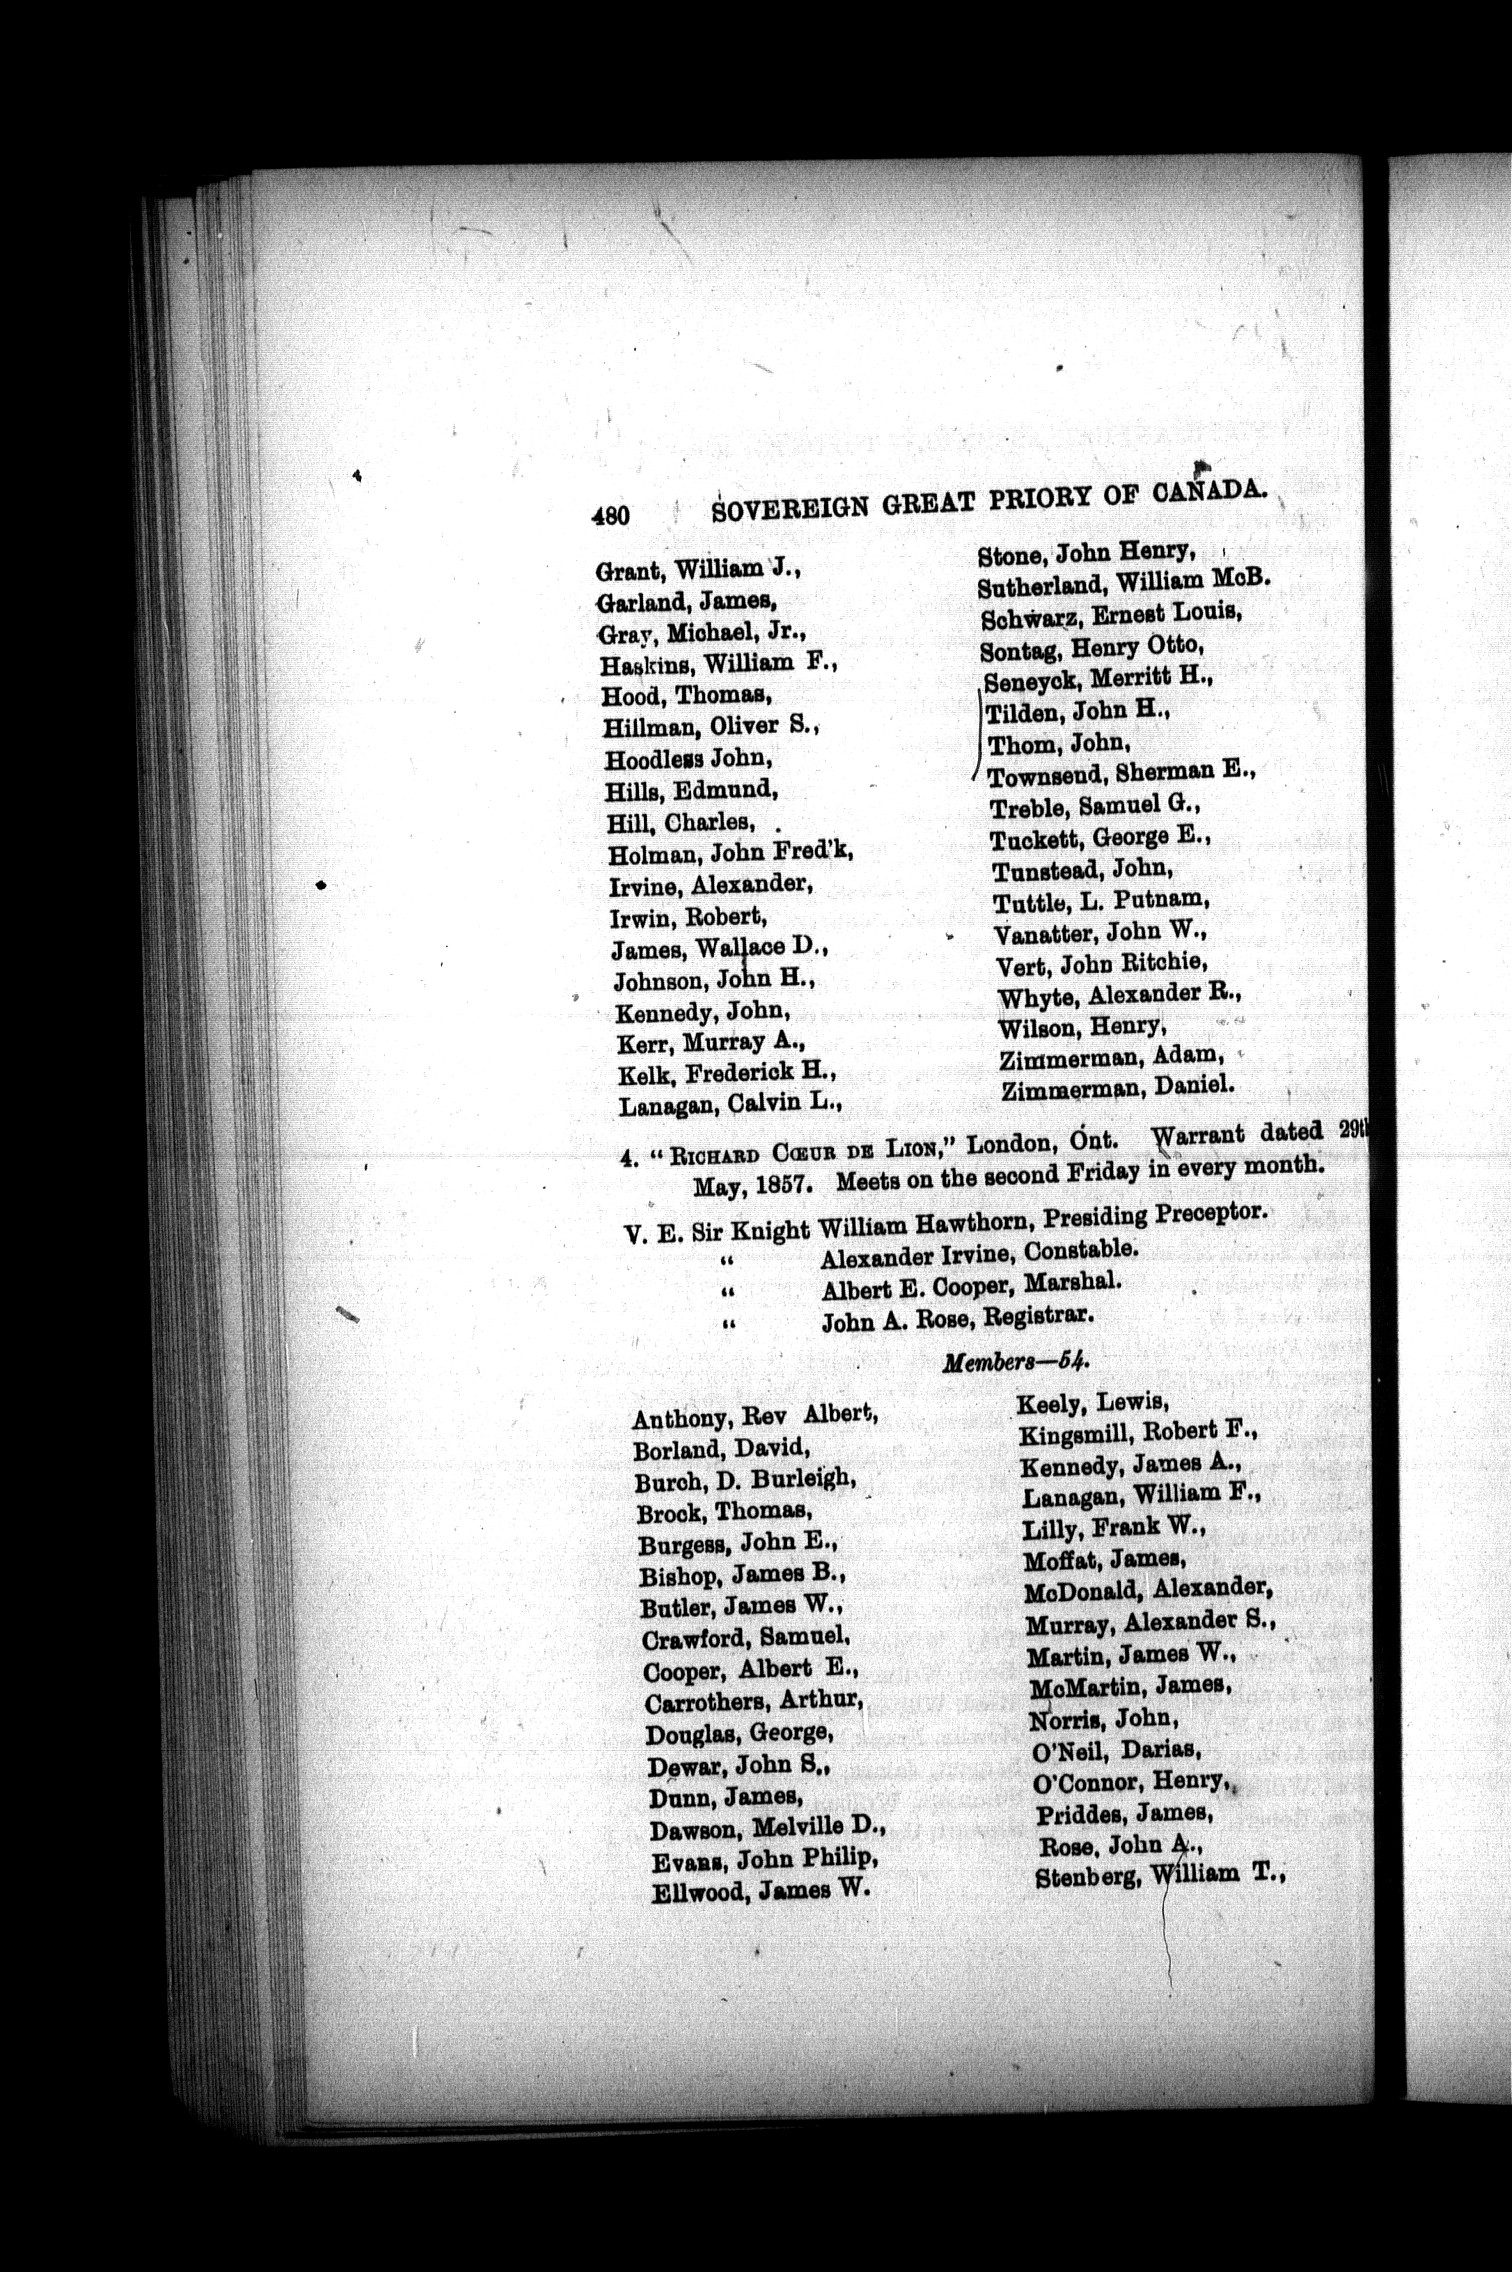 480 SOVEREIGN GREAT PRIORY OF CANADA.
Grant, William J.,
Garland, James,
Gray, Michael, Jr.,
Haskins, William F.,
Hood, Thomas,
Hillman, Oliver S.,
Hoodless John,
Hills, Edmund,
Hill, Charles,
Holman, John Fred'k,
Irvine, Alexander,
Irwin, Robert,
James, Wallace D.,
Johnson, John H.,
Kennedy, John,
Kerr, Murray A.,
Kelk, Frederick H.,
Lanagan, Calvin L.,
Stone, John Henry,
Sutherland, William McB.
Schwarz, Ernest Louis,
Sontag, Henry Otto,
Seneyck, Merritt H.,
Tilden, John H.,
Thom, John,
Townsend, Sherman E.,
Treble, Samuel G.,
Tuckett, George E.,
Tunstead, John,
Tuttle, L. Putnam,
Vanatter, John W.,
Vert, John Ritchie,
Whyte, Alexander R.,
Wilson, Henry,
Zimmerman, Adam,
Zimmerman, Daniel.
4. "RICHARD CŒUR DE LION," London, Ont. Warrant dated 29th
May, 1857. Meets on the second Friday in every month.
V. E. Sir Knight William Hawthorn, Presiding Preceptor.
" Alexander Irvine, Constable.
" Albert E. Cooper, Marshal.
" John A. Rose, Registrar.
Members—54.
Anthony, Rev Albert,
Borland, David,
Burch, D. Burleigh,
Brock, Thomas,
Burgess, John E.,
Bishop, James B.,
Butler, James W.,
Crawford, Samuel,
Cooper, Albert E.,
Carrothers, Arthur,
Douglas, George,
Dewar, John S.,
Dunn, James,
Dawson, Melville D.,
Evans, John Philip,
Ellwood, James W.
Keely, Lewis,
Kingsmill, Robert F.,
Kennedy, James A.,
Lanagan, William F.,
Lilly, Frank W.,
Moffat, James,
McDonald, Alexander,
Murray, Alexander S.,
Martin, James W.,
McMartin, James,
Norris, John,
O'Neil, Darias,
O'Connor, Henry,
Priddes, James,
Rose, John A.,
Stenberg, William T.,